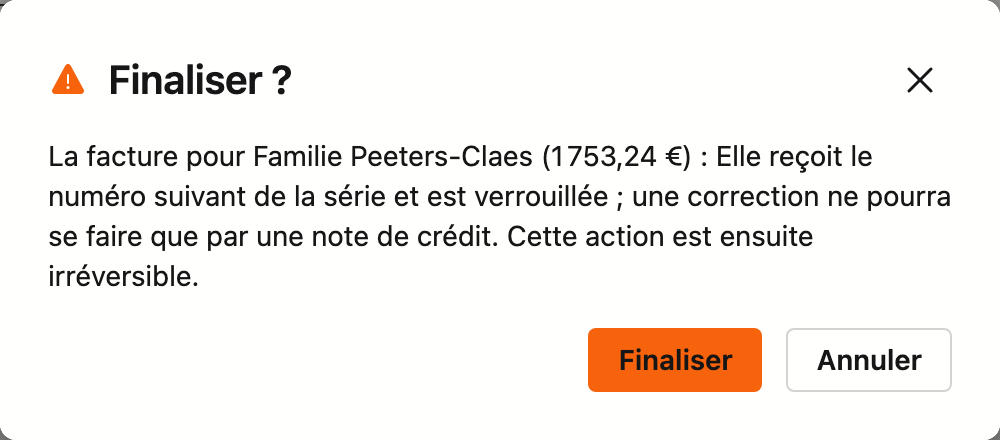 Finaliser ?
La facture pour Familie Peeters-Claes (1 753,24 €) : Elle reçoit le
numéro suivant de la série et est verrouillée ; une correction ne pourra
se faire que par une note de crédit. Cette action est ensuite
irréversible.
Finaliser Annuler